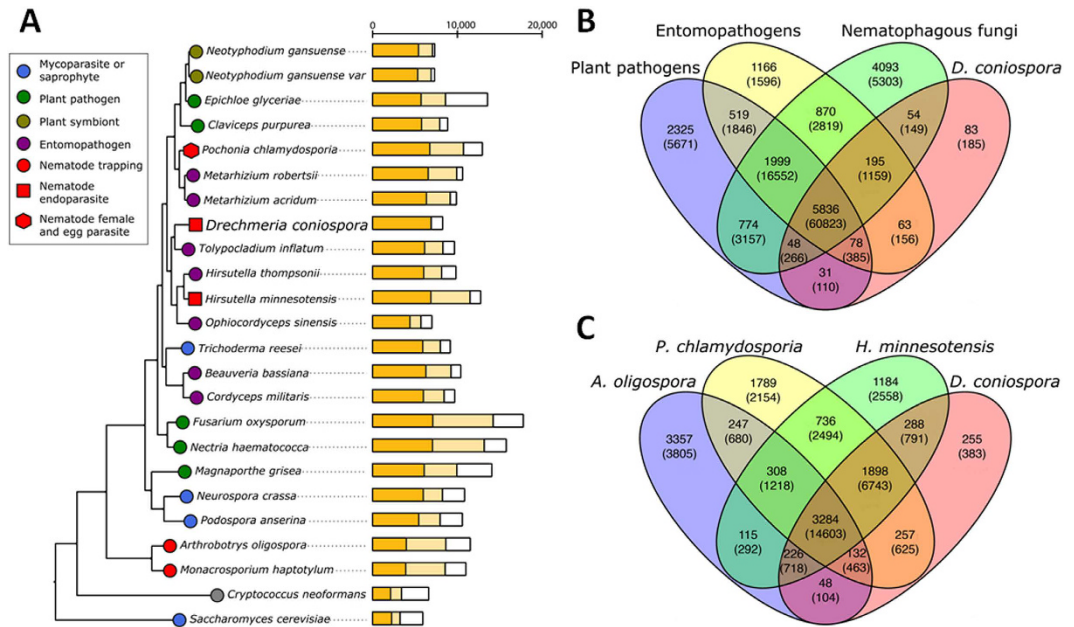 A
0
10,000
20,000
Mycoparasite or
saprophyte
Plant pathogen
Plant symbiont
Entomopathogen
Nematode trapping
Nematode
endoparasite
Nematode female
and egg parasite
Neotyphodium gansuense
Neotyphodium gansuense var
Epichloe glyceriae
Claviceps purpurea
Pochonia chlamydosporia
Metarhizium robertsii
Metarhizium acridum
Drechmeria coniospora
Tolypocladium inflatum
Hirsutella thompsonii
Hirsutella minnesotensis
Ophiocordyceps sinensis
Trichoderma reesei
Beauveria bassiana
Cordyceps militaris
Fusarium oxysporum
Nectria haematococca
Magnaporthe grisea
Neurospora crassa
Podospora anserina
Arthrobotrys oligospora
Monacrosporium haptotylum
Cryptococcus neoformans
Saccharomyces cerevisiae
B
Entomopathogens
Nematophagous fungi
Plant pathogens
D. coniospora
1166
(1596)
4093
(5303)
519
(1846)
870
(2819)
54
(149)
2325
(5671)
83
(185)
1999
(16552)
195
(1159)
5836
(60823)
774
(3157)
63
(156)
48
(266)
78
(385)
31
(110)
C
P. chlamydosporia
H. minnesotensis
A. oligospora
D. coniospora
1789
(2154)
1184
(2558)
247
(680)
736
(2494)
288
(791)
3357
(3805)
255
(383)
308
(1218)
1898
(6743)
3284
(14603)
115
(292)
257
(625)
226
(718)
132
(463)
48
(104)